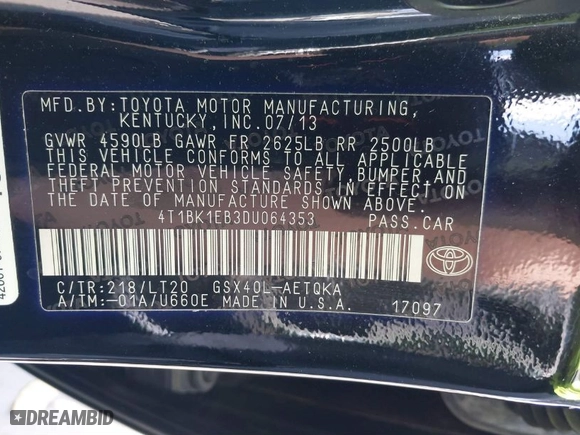 MFD.BY:TOYOTA MOTOR MANUFACTURING,
KENTUCKY, INC.07/13
GVWR 4590LB GAWR FR 2625LB RR 2500LB
THIS VEHICLE CONFORMS TO ALL APPLICABLE
FEDERAL MOTOR VEHICLE SAFETY,BUMPER,AND
THEFT PREVENTION STANDARDS IN EFFECT ON
THE DATE OF MANUFACTURE SHOWN ABOVE.
4T1BK1EB3DU064353 PASS.CAR
C/TR:218/LT20 GSX40L-AETQKA
A/TM:-01A/U660E MADE IN U.S.A. 17097
DREAMBID